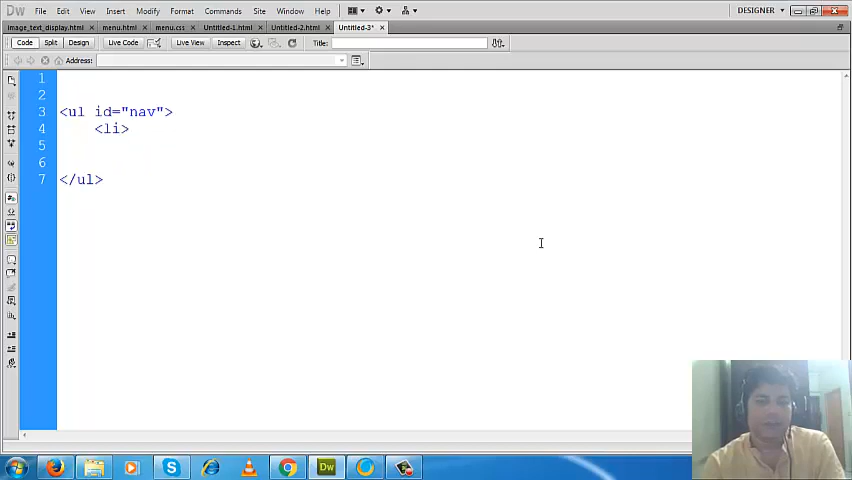 Dw File Edit View Insert Modify Format Commands Site Window Help DESIGNER
image_text_display.html menu.html menu.css Untitled-1.html Untitled-2.html Untitled-3*
Code Split Design Live Code Live View Inspect Title:
Address:
1
2
3 <ul id="nav">
4 <li>
5
6
7 </ul>
Dw